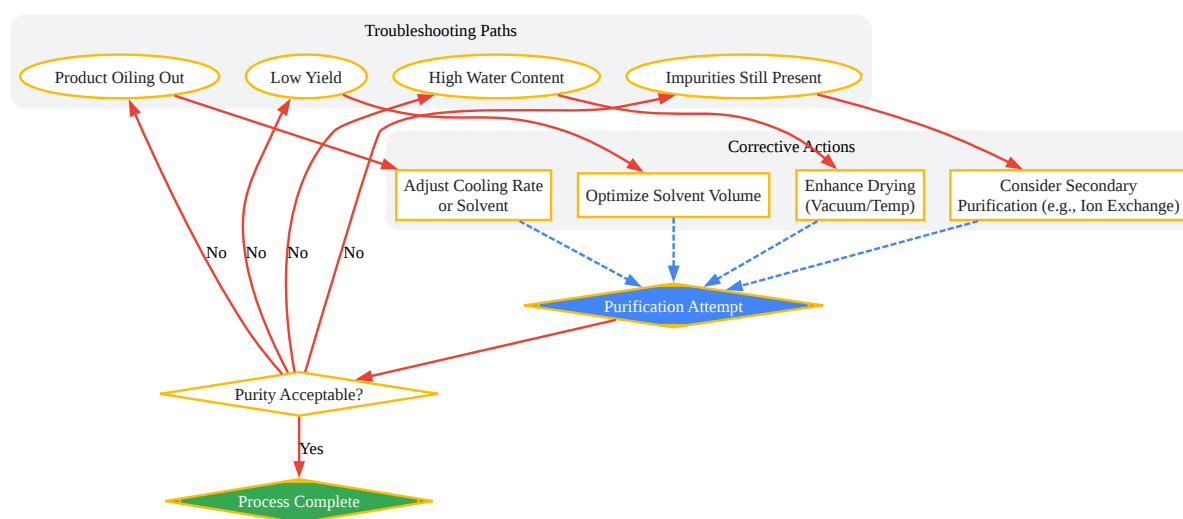 Troubleshooting Paths
Product Oiling Out
Low Yield
High Water Content
Impurities Still Present
Corrective Actions
Adjust Cooling Rate
or Solvent
Optimize Solvent Volume
Enhance Drying
(Vacuum/Temp)
Consider Secondary
Purification (e.g., Ion Exchange)
No
No
No
No
Purification Attempt
Purity Acceptable?
Yes
Process Complete